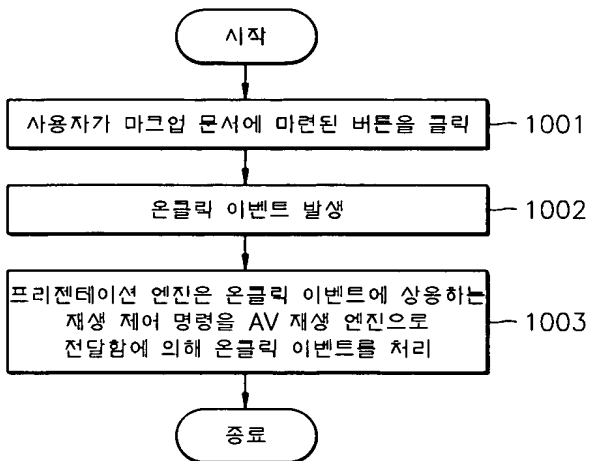 시작
사용자가 마크업 문서에 마련된 버튼을 클릭 1001
온클릭 이벤트 발생 1002
프리젠테이션 엔진은 온클릭 이벤트에 상응하는
재생 제어 명령을 AV 재생 엔진으로 1003
전달함에 의해 온클릭 이벤트를 처리
종료